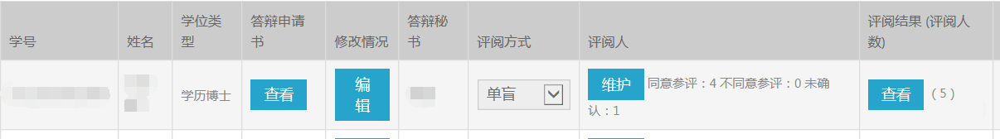 学号
姓名
学位类
型
答辩申请
书
修改情况
答辩秘
书
评阅方式
评阅人
评阅结果 (评阅人
数)
学历博士
查看
编
辑
单盲
维护 同意参评：4 不同意参评：0 未确
认：1
查看 （ 5 ）